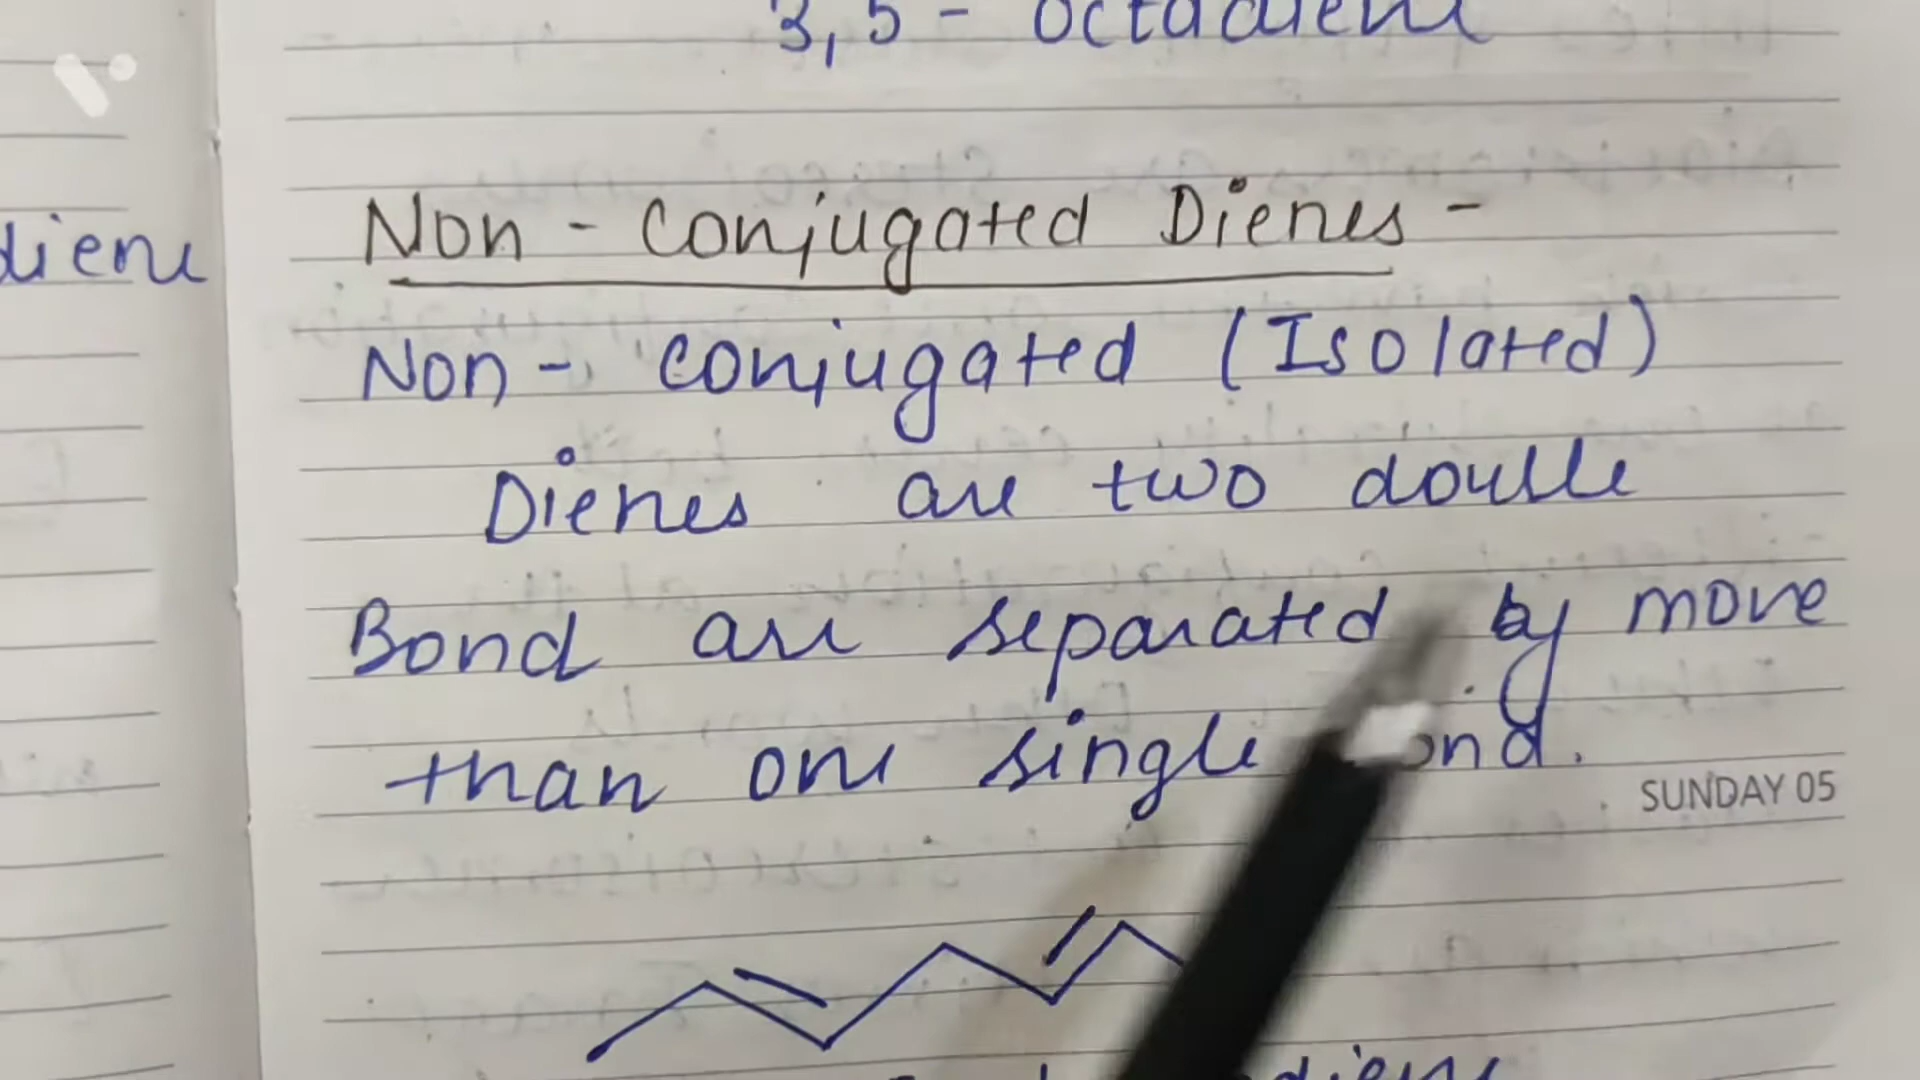 3,5 - Octadiene
diene
Non - Conjugated Dienes -
Non - conjugated (Isolated)
Dienes are two double
Bond are separated by more
than one single
SUNDAY 05